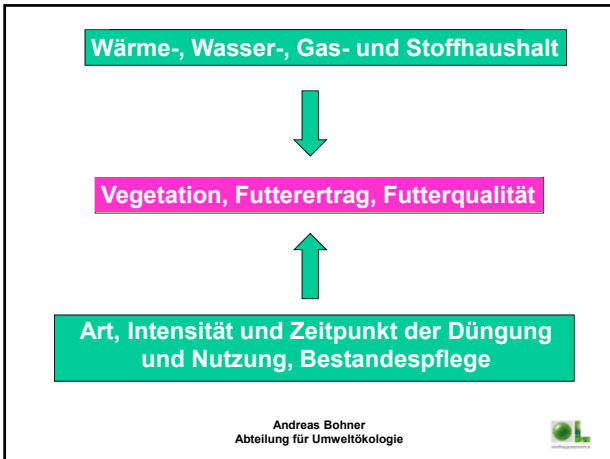 Wärme-, Wasser-, Gas- und Stoffhaushalt
Vegetation, Futterertrag, Futterqualität
Art, Intensität und Zeitpunkt der Düngung
und Nutzung, Bestandespflege
Andreas Bohner
Abteilung für Umweltökologie